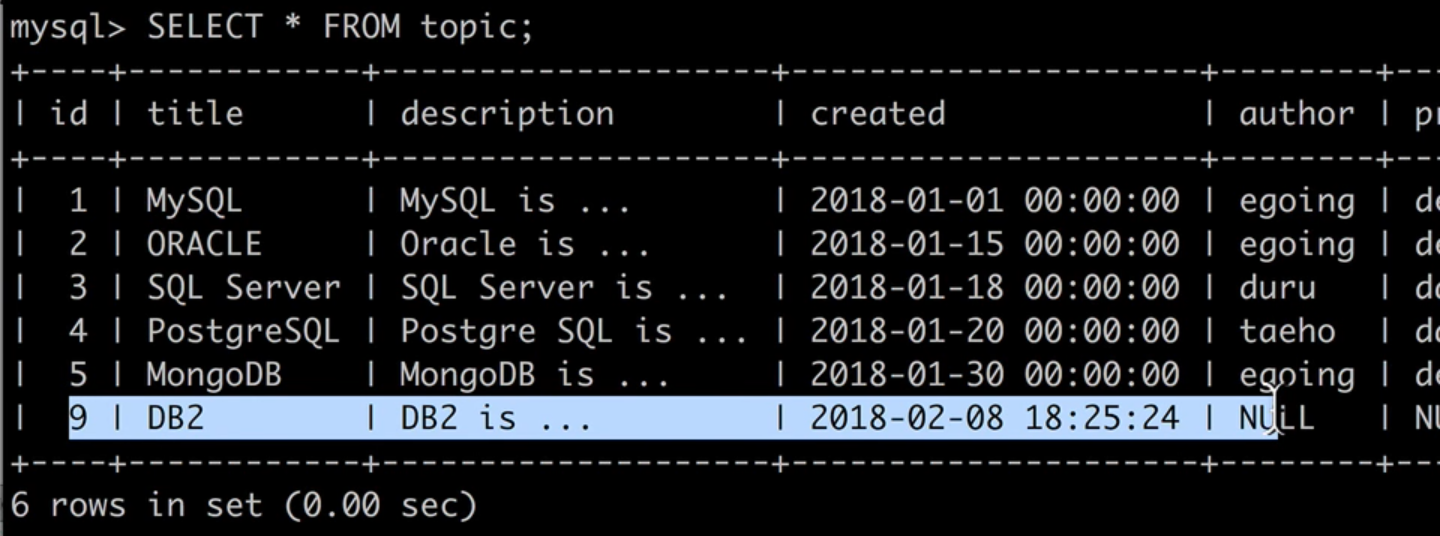 mysql> SELECT * FROM topic;
+----+------------+--------------------+---------------------+--------+--
| id | title      | description        | created             | author | pr
+----+------------+--------------------+---------------------+--------+--
| 1 | MySQL      | MySQL is ...       | 2018-01-01 00:00:00 | egoing | de
| 2 | ORACLE     | Oracle is ...      | 2018-01-15 00:00:00 | egoing | de
| 3 | SQL Server | SQL Server is ...  | 2018-01-18 00:00:00 | duru   | da
| 4 | PostgreSQL | Postgre SQL is ... | 2018-01-20 00:00:00 | taeho  | da
| 5 | MongoDB    | MongoDB is ...     | 2018-01-30 00:00:00 | egoing | de
| 9 | DB2        | DB2 is ...         | 2018-02-08 18:25:24 | NULL   | NU
+----+------------+--------------------+---------------------+--------+--
6 rows in set (0.00 sec)